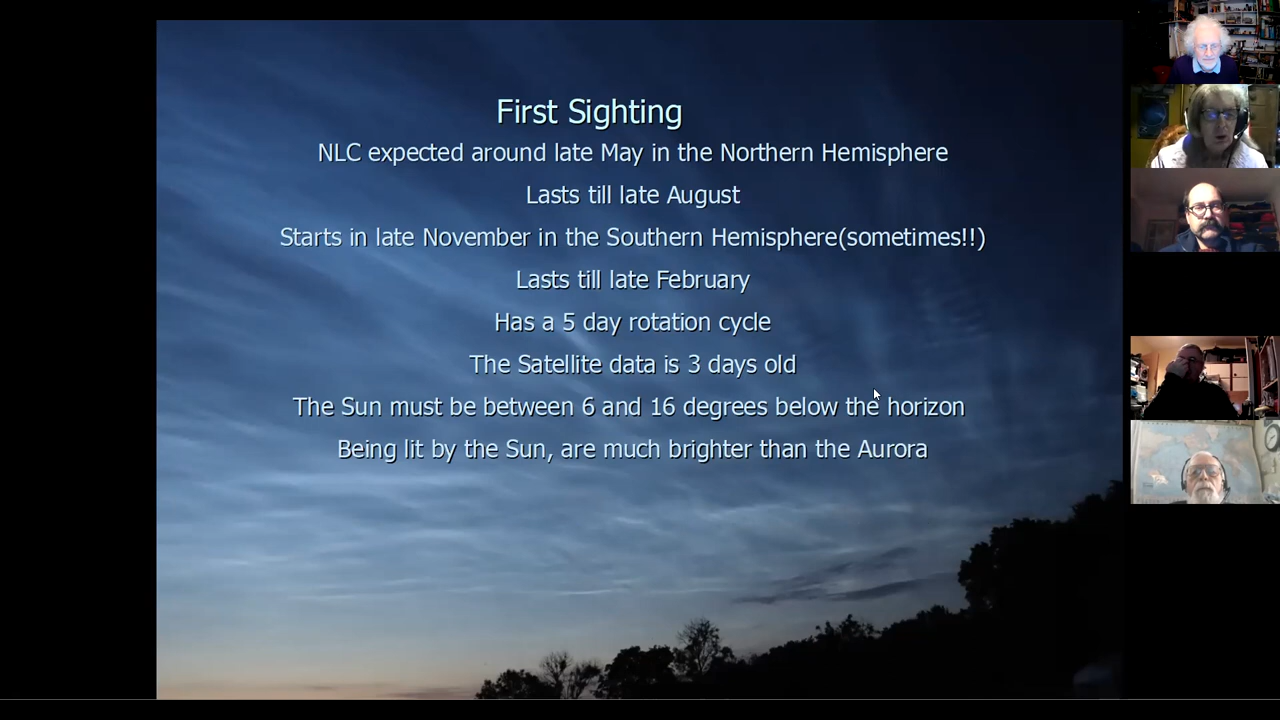 First Sighting
NLC expected around late May in the Northern Hemisphere
Lasts till late August
Starts in late November in the Southern Hemisphere(sometimes!!)
Lasts till late February
Has a 5 day rotation cycle
The Satellite data is 3 days old
The Sun must be between 6 and 16 degrees below the horizon
Being lit by the Sun, are much brighter than the Aurora